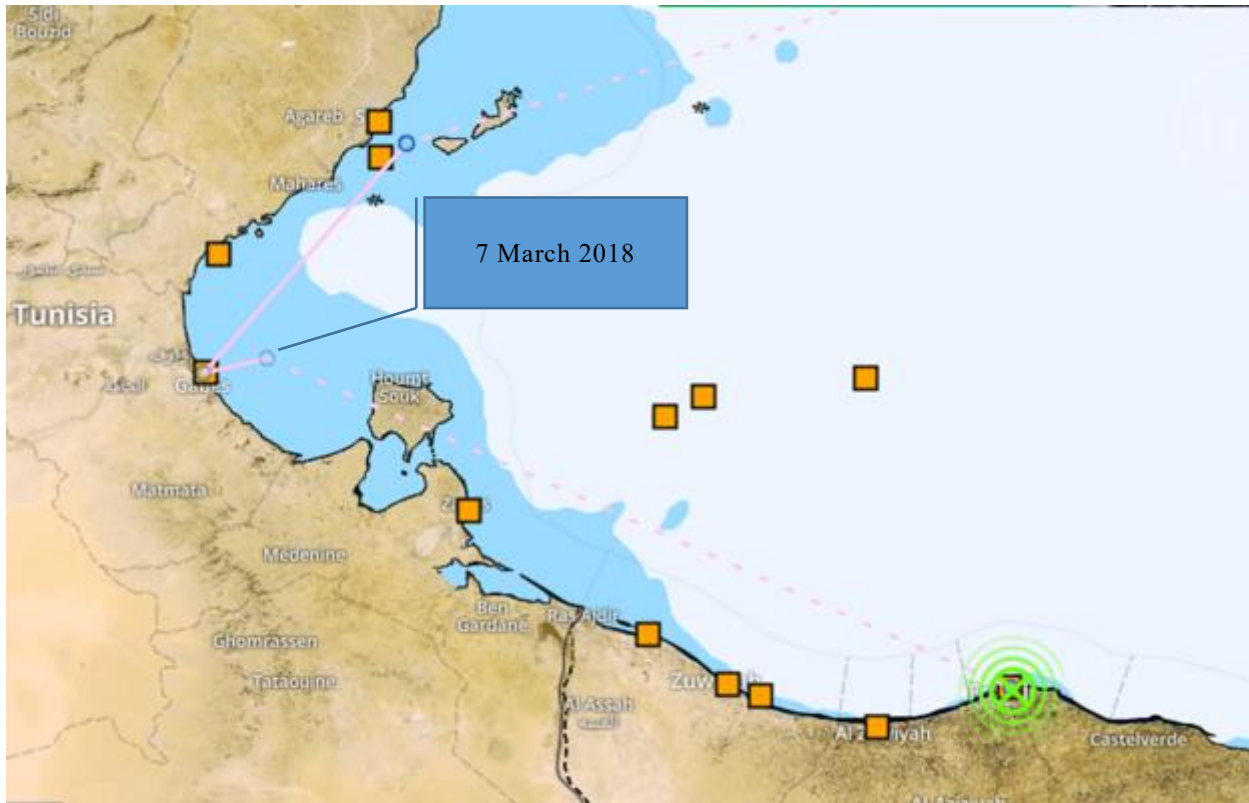 Sidi
Bouzid
Agareb S
Mahares
7 March 2018
Tunisia
Gabes
Houmt
Souk
Matmata
Medenine
Ben
Gardane
Ras Ajdir
Ghomrassen
Tataouine
Al Assah
العسة
Castelverde